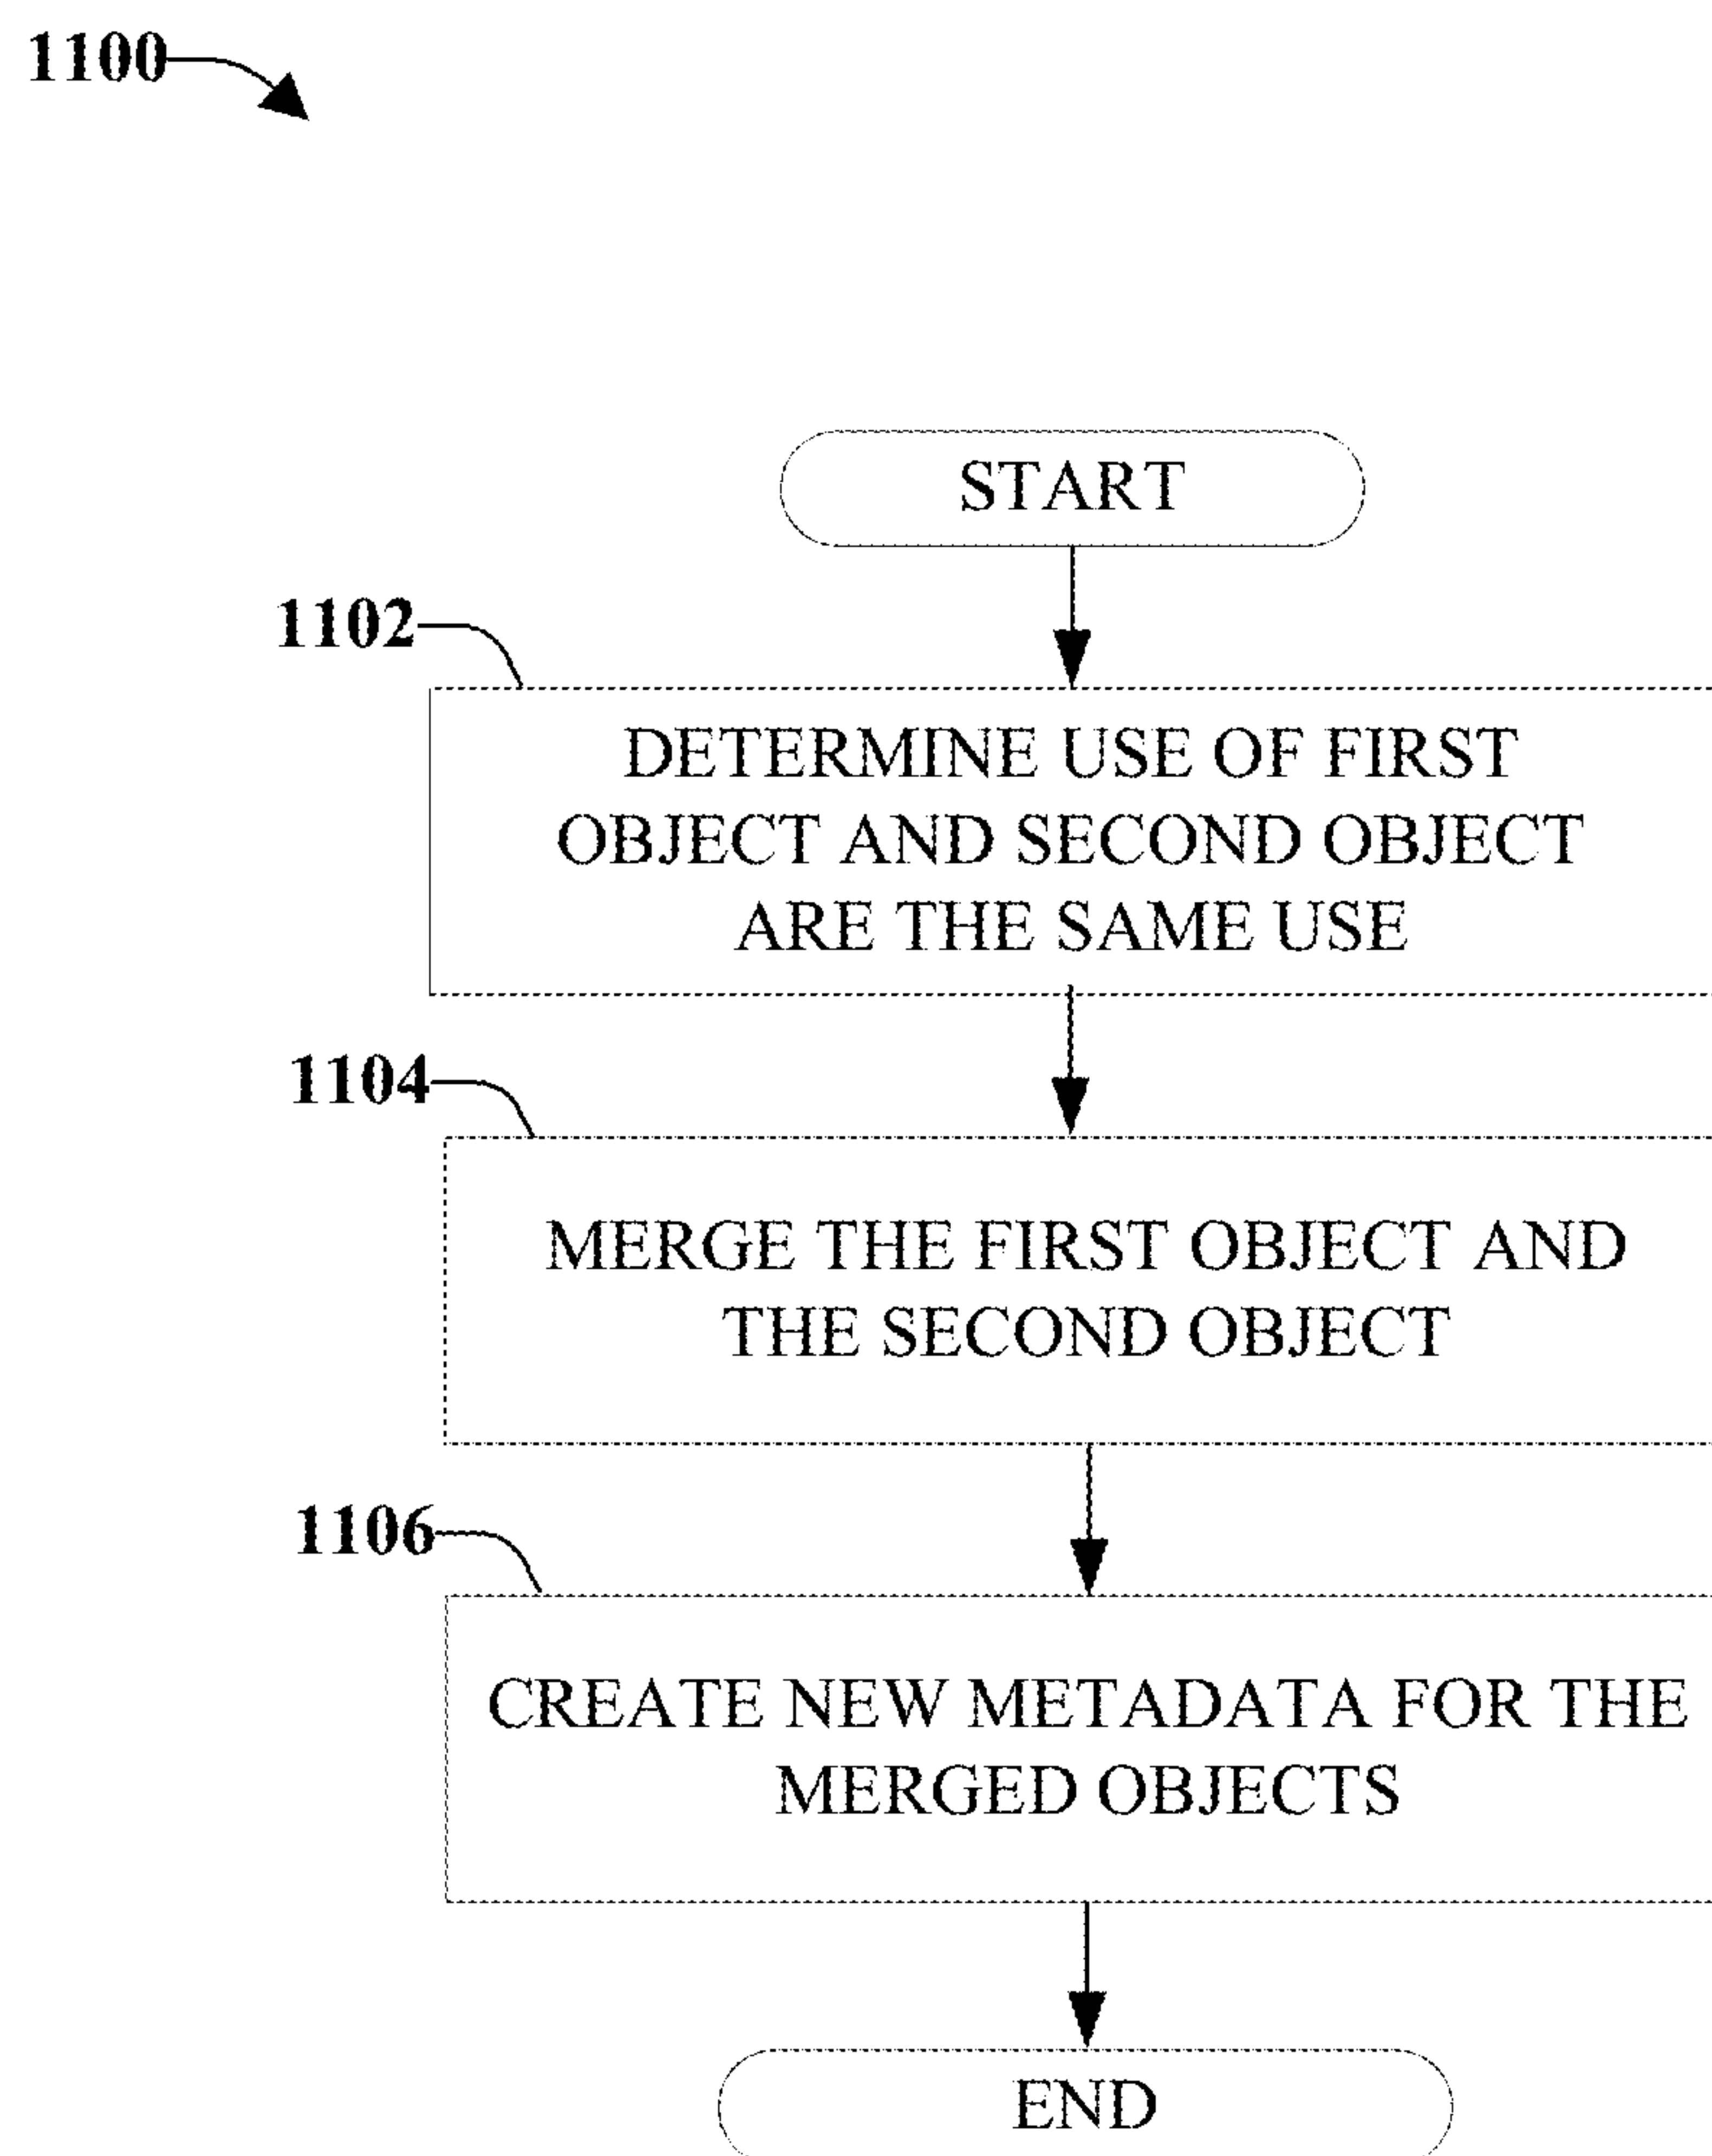 1100
START
1102
DETERMINE USE OF FIRST
OBJECT AND SECOND OBJECT
ARE THE SAME USE
1104
MERGE THE FIRST OBJECT AND
THE SECOND OBJECT
1106
CREATE NEW METADATA FOR THE
MERGED OBJECTS
END